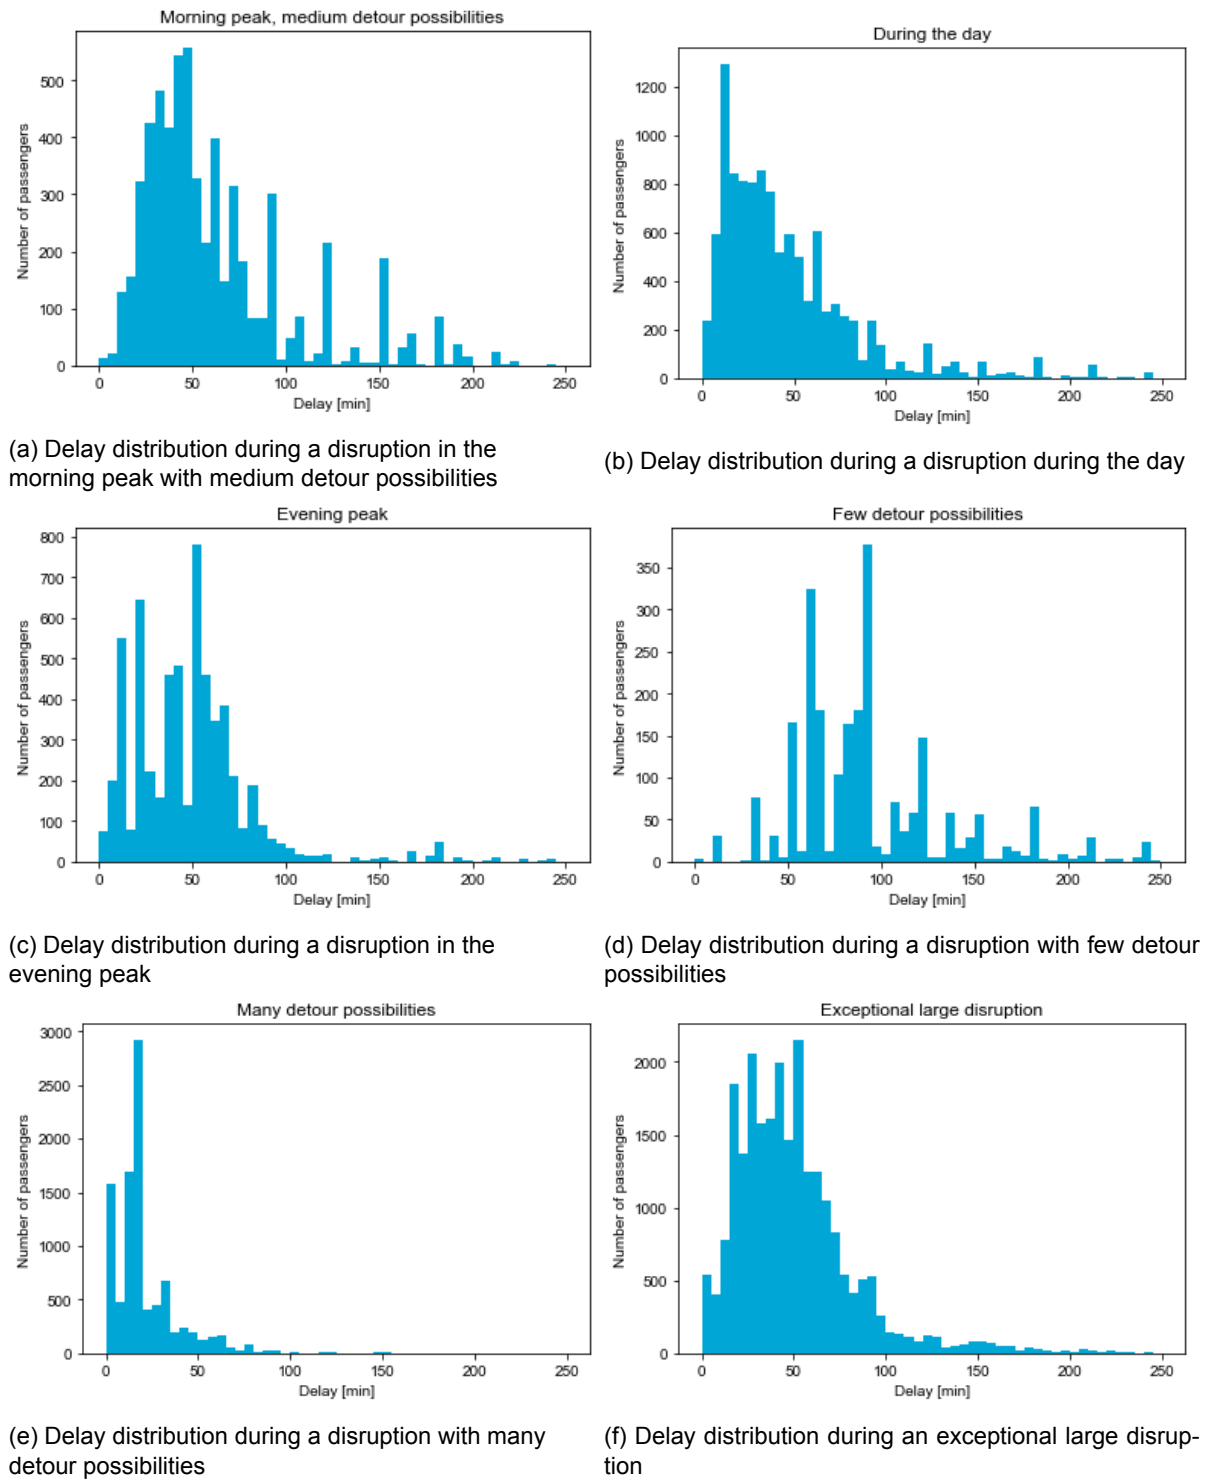 Morning peak, medium detour possibilities
Number of passengers
500
400
300
200
100
0
0 50 100 150 200 250
Delay [min]
(a) Delay distribution during a disruption in the
morning peak with medium detour possibilities
During the day
Number of passengers
1200
1000
800
600
400
200
0
0 50 100 150 200 250
Delay [min]
(b) Delay distribution during a disruption during the day
Evening peak
Number of passengers
800
700
600
500
400
300
200
100
0
0 50 100 150 200 250
Delay [min]
(c) Delay distribution during a disruption in the
evening peak
Few detour possibilities
Number of passengers
350
300
250
200
150
100
50
0
0 50 100 150 200 250
Delay [min]
(d) Delay distribution during a disruption with few detour
possibilities
Many detour possibilities
Number of passengers
3000
2500
2000
1500
1000
500
0
0 50 100 150 200 250
Delay [min]
(e) Delay distribution during a disruption with many
detour possibilities
Exceptional large disruption
Number of passengers
2000
1500
1000
500
0
0 50 100 150 200 250
Delay [min]
(f) Delay distribution during an exceptional large disrup-
tion